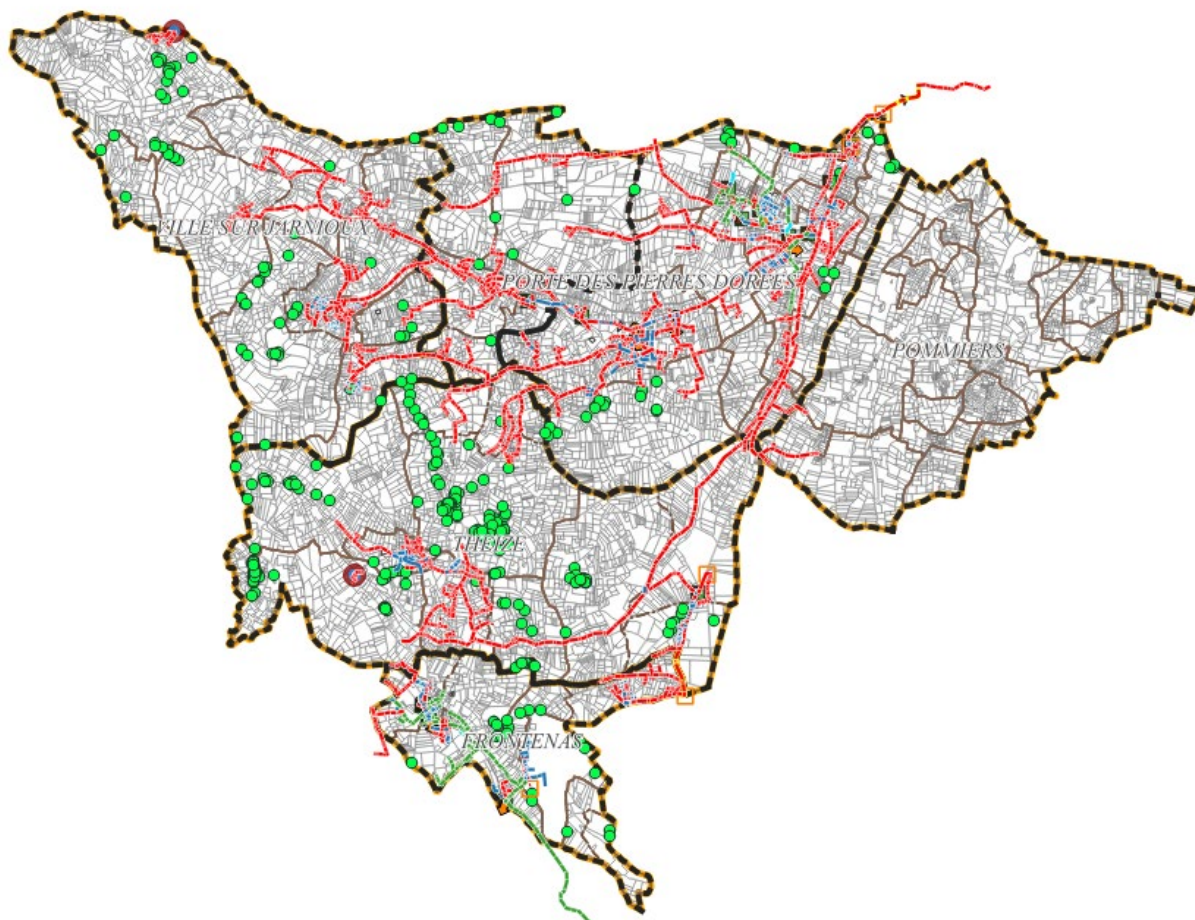 VILLE SUR JARNIOUX
PORTE DES PIERRES DOREES
POMMIERS
THEIZE
FRONTENAS